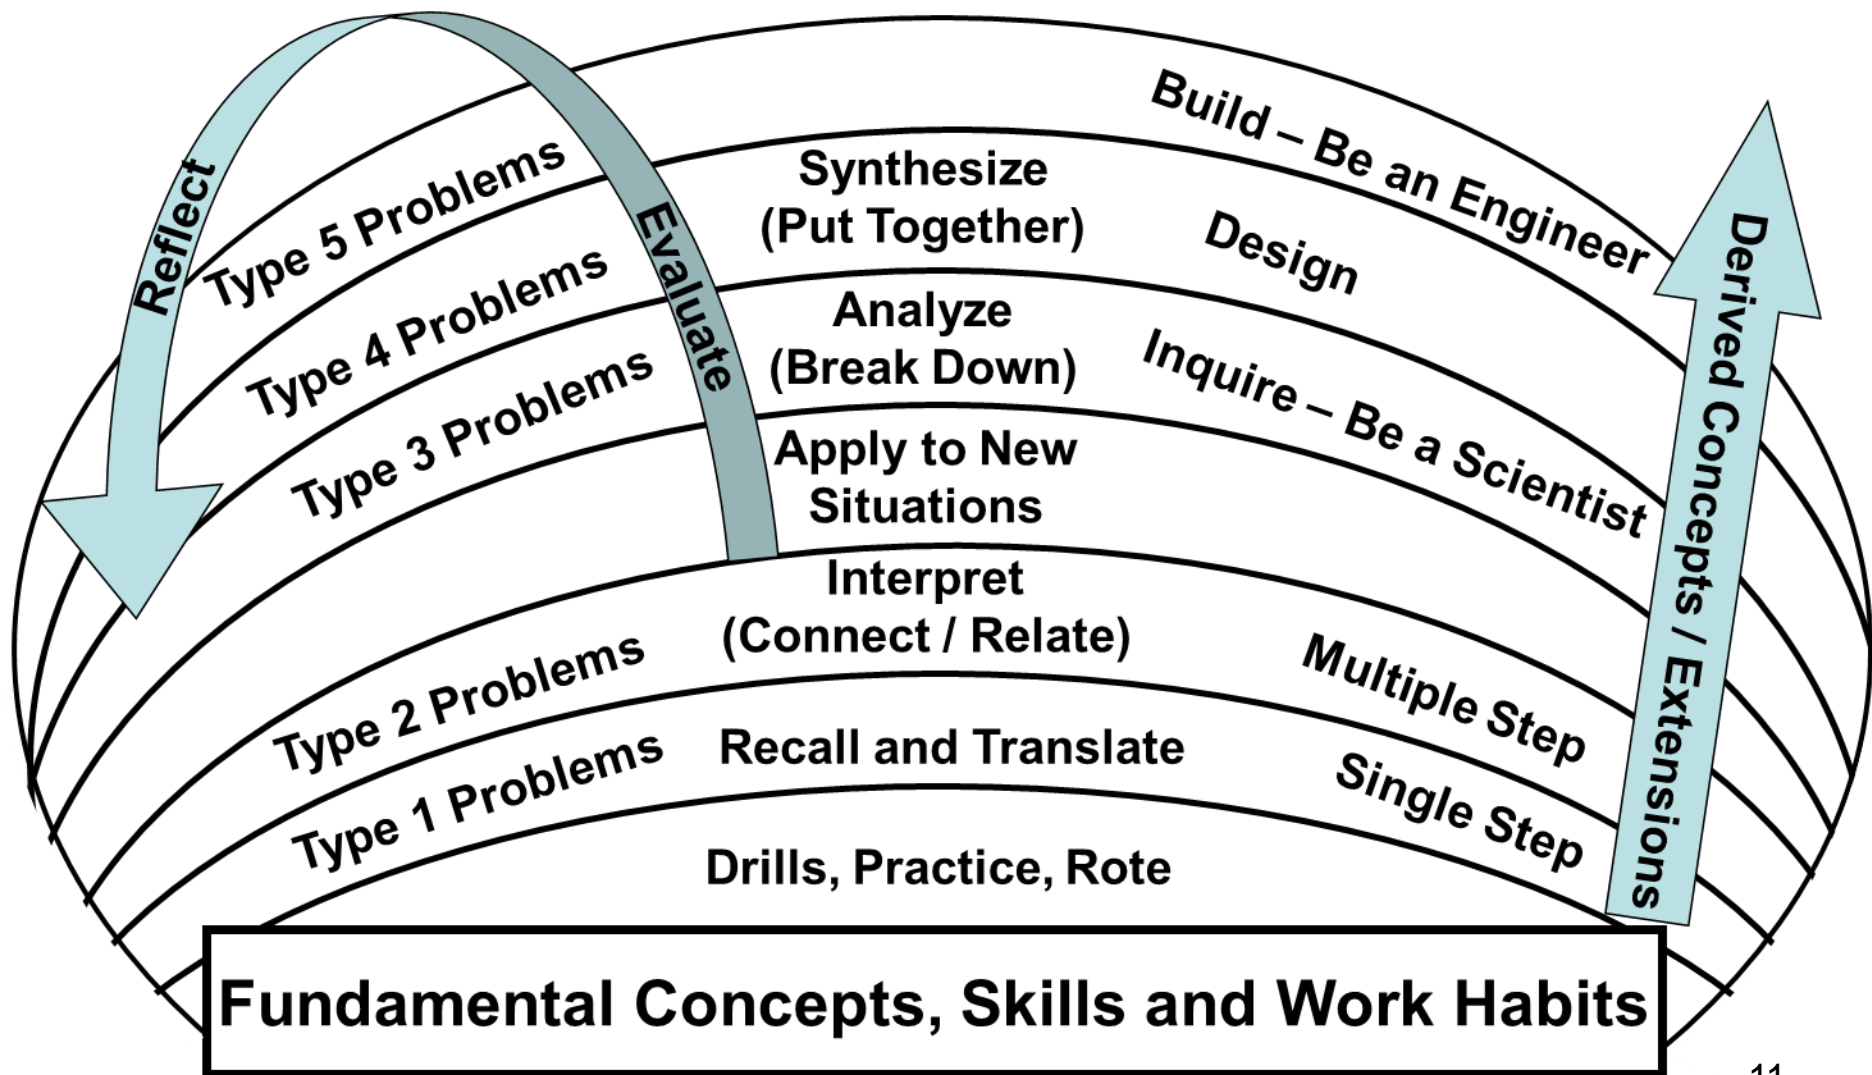 Build – Be an Engineer
Type 5 Problems
Synthesize
(Put Together)
Reflect
Evaluate
Design
Type 4 Problems
Analyze
(Break Down)
Inquire – Be a Scientist
Type 3 Problems
Apply to New
Situations
Derived Concepts / Extensions
Interpret
(Connect / Relate)
Type 2 Problems
Multiple Step
Recall and Translate
Type 1 Problems
Single Step
Drills, Practice, Rote
Fundamental Concepts, Skills and Work Habits
11